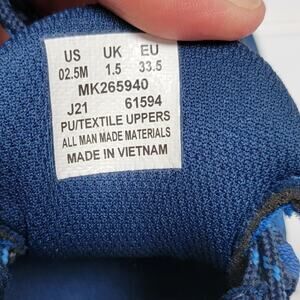 US UK EU
02.5M 1.5 33.5
MK265940
J21 61594
PU/TEXTILE UPPERS
ALL MAN MADE MATERIALS
MADE IN VIETNAM